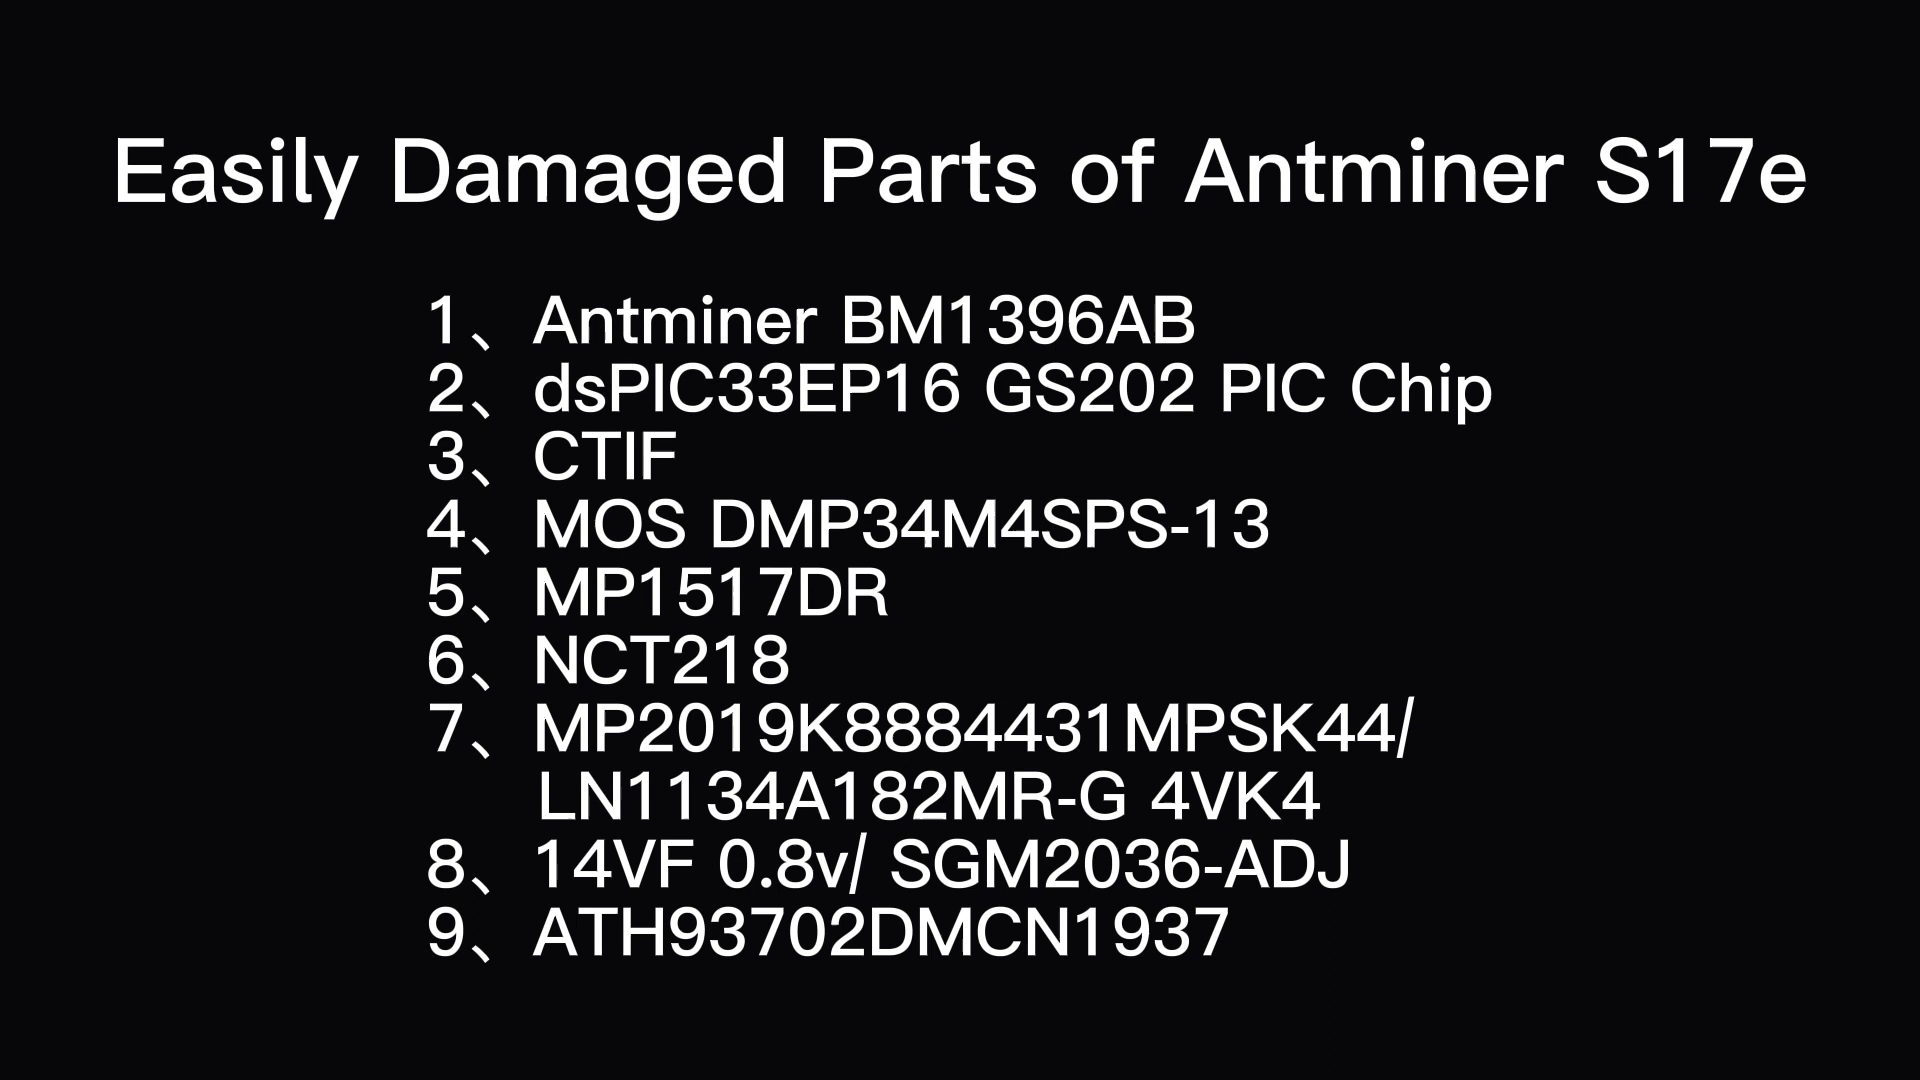 Easily Damaged Parts of Antminer S17e
1、Antminer BM1396AB
2、dsPIC33EP16 GS202 PIC Chip
3、CTIF
4、MOS DMP34M4SPS-13
5、MP1517DR
6、NCT218
7、MP2019K8884431MPSK44/
LN1134A182MR-G 4VK4
8、14VF 0.8v/ SGM2036-ADJ
9、ATH93702DMCN1937